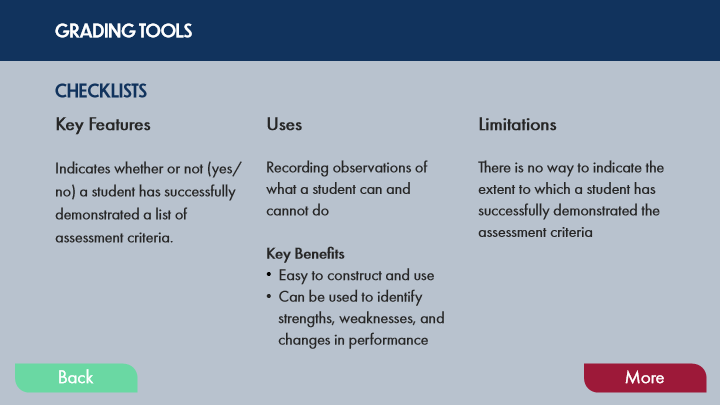 GRADING TOOLS
CHECKLISTS
Key Features
Indicates whether or not (yes/
no) a student has successfully
demonstrated a list of
assessment criteria.
Uses
Recording observations of
what a student can and
cannot do
Key Benefits
• Easy to construct and use
• Can be used to identify
strengths, weaknesses, and
changes in performance
Limitations
There is no way to indicate the
extent to which a student has
successfully demonstrated the
assessment criteria
Back
More